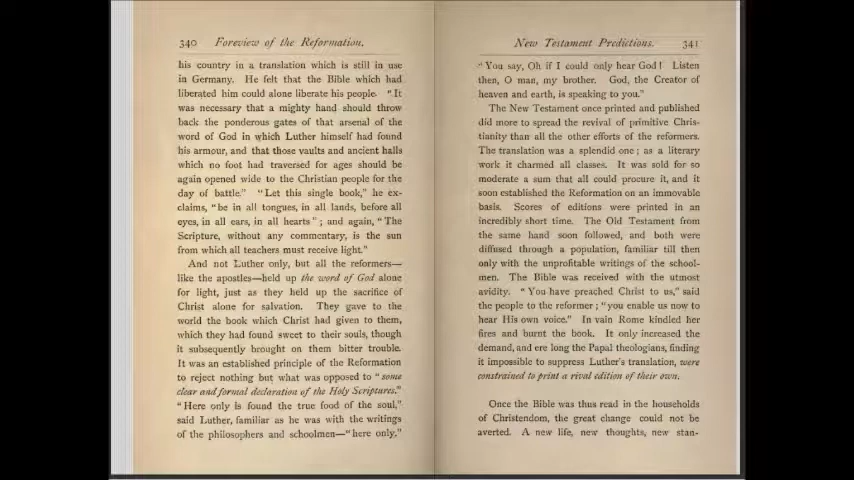 340 Foreview of the Reformation.
his country in a translation which is still in use
in Germany. He felt that the Bible which had
liberated him could alone liberate his people. "It
was necessary that a mighty hand should throw
back the ponderous gates of that arsenal of the
word of God in which Luther himself had found
his armour, and that those vaults and ancient halls
which no foot had traversed for ages should be
again opened wide to the Christian people for the
day of battle." "Let this single book," he ex-
claims, "be in all tongues, in all lands, before all
eyes, in all ears, in all hearts"; and again, "The
Scripture, without any commentary, is the sun
from which all teachers must receive light."
And not Luther only, but all the reformers—
like the apostles—held up the word of God alone
for light, just as they held up the sacrifice of
Christ alone for salvation. They gave to the
world the book which Christ had given to them,
which they had found sweet to their souls, though
it subsequently brought on them bitter trouble.
It was an established principle of the Reformation
to reject nothing but what was opposed to "some
clear and formal declaration of the Holy Scriptures."
"Here only is found the true food of the soul,"
said Luther, familiar as he was with the writings
of the philosophers and schoolmen—"here only."
New Testament Predictions. 341
"You say, Oh if I could only hear God! Listen
then, O man, my brother. God, the Creator of
heaven and earth, is speaking to you."
The New Testament once printed and published
did more to spread the revival of primitive Chris-
tianity than all the other efforts of the reformers.
The translation was a splendid one; as a literary
work it charmed all classes. It was sold for so
moderate a sum that all could procure it, and it
soon established the Reformation on an immovable
basis. Scores of editions were printed in an
incredibly short time. The Old Testament from
the same hand soon followed, and both were
diffused through a population, familiar till then
only with the unprofitable writings of the school-
men. The Bible was received with the utmost
avidity. "You have preached Christ to us," said
the people to the reformer; "you enable us now to
hear His own voice." In vain Rome kindled her
fires and burnt the book. It only increased the
demand, and ere long the Papal theologians, finding
it impossible to suppress Luther's translation, were
constrained to print a rival edition of their own.
Once the Bible was thus read in the households
of Christendom, the great change could not be
averted. A new life, new thoughts, new stan-